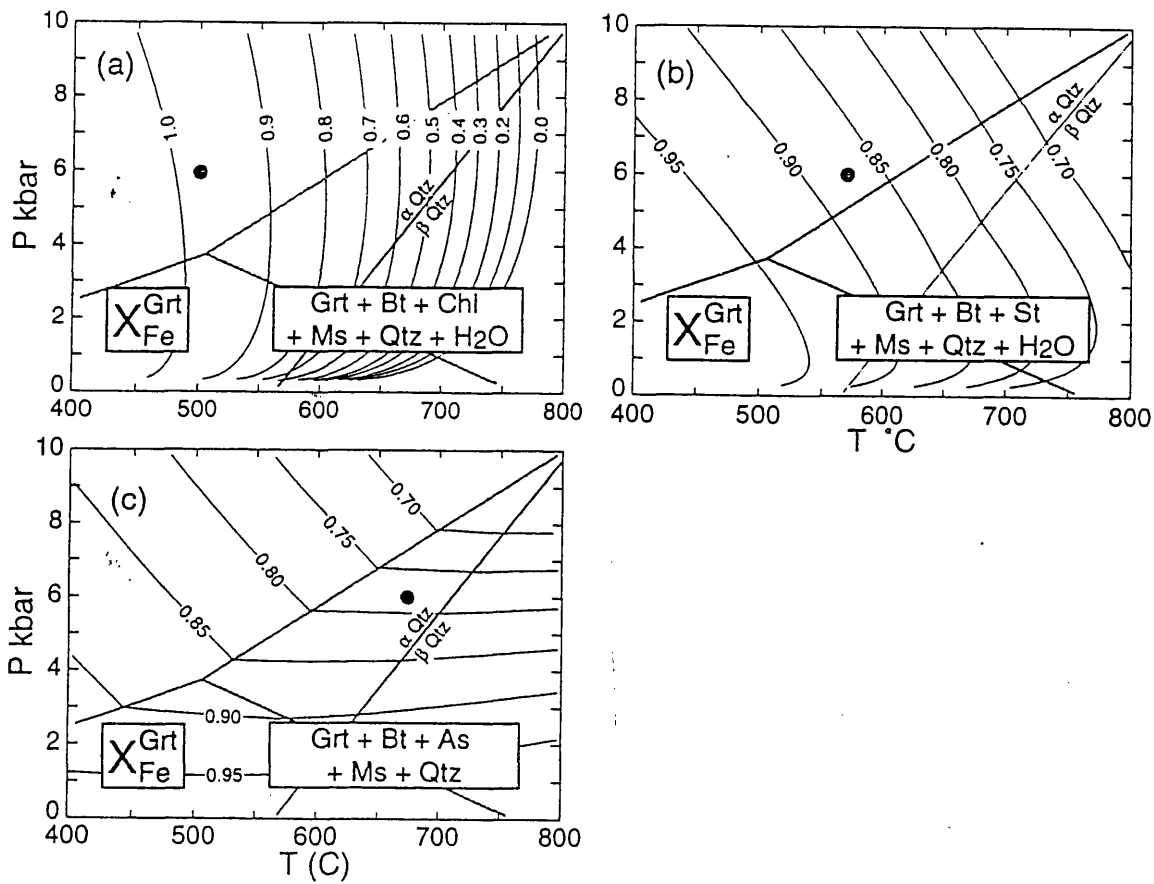 (a)
10
8
6
4
2
0
P kbar
1.0
0.9
0.8
0.7
0.6
0.5
0.4
0.3
0.2
0.0
α Qtz
β Qtz
X Grt Fe
Grt + Bt + Chl
+ Ms + Qtz + H2O
400
500
600
700
800
(b)
10
8
6
4
2
0
0.95
0.90
0.85
0.80
0.75
0.70
α Qtz
β Qtz
X Grt Fe
Grt + Bt + St
+ Ms + Qtz + H2O
400
500
600
700
800
T °C
(c)
10
8
6
4
2
0
P kbar
0.85
0.80
0.75
0.70
0.90
0.95
α Qtz
β Qtz
X Grt Fe
Grt + Bt + As
+ Ms + Qtz
400
500
600
700
800
T (C)